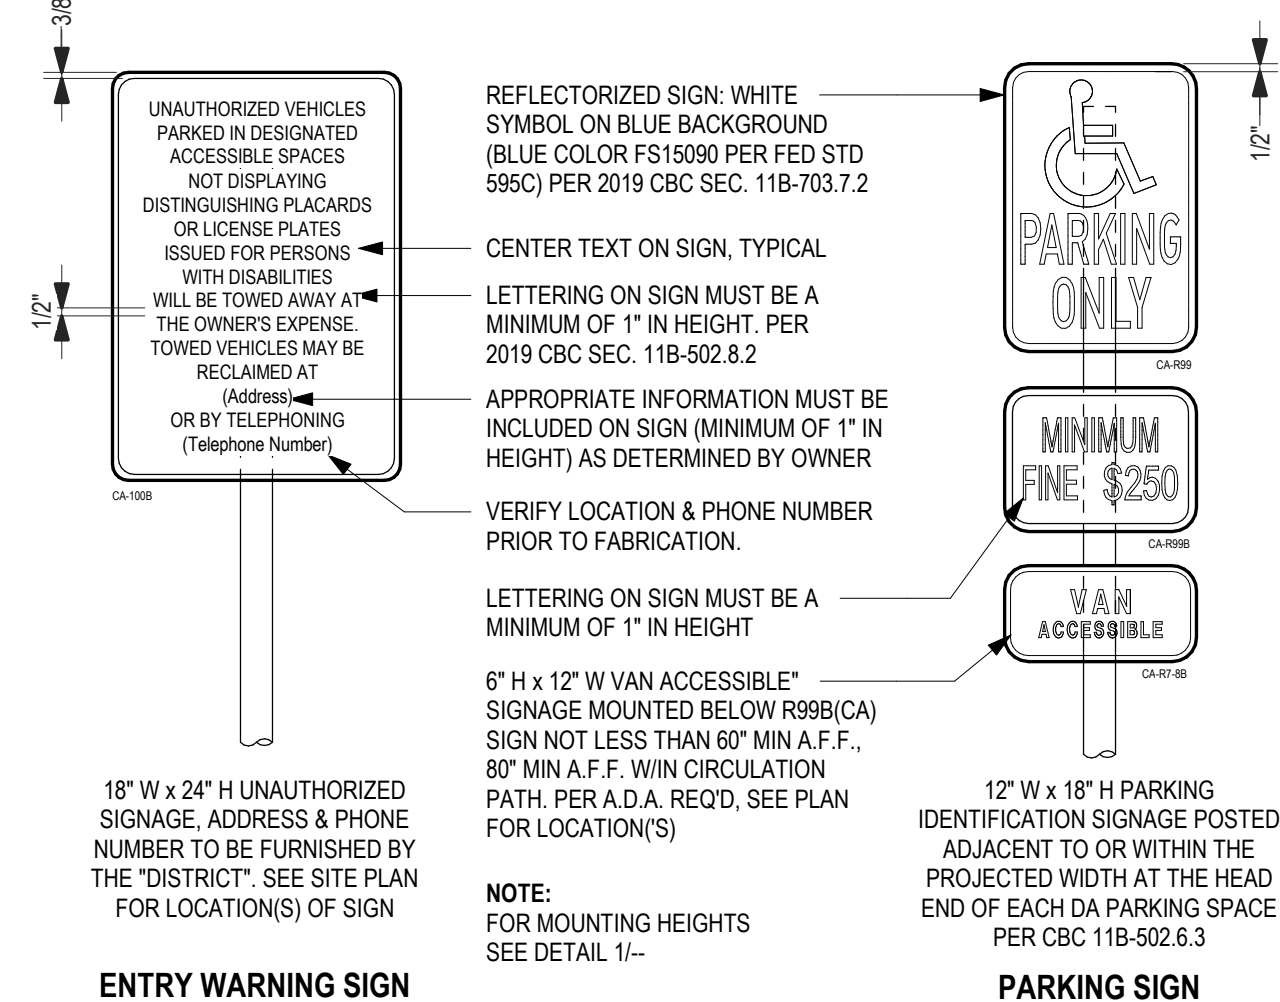 3/8
UNAUTHORIZED VEHICLES
PARKED IN DESIGNATED
ACCESSIBLE SPACES
NOT DISPLAYING
DISTINGUISHING PLACARDS
OR LICENSE PLATES
ISSUED FOR PERSONS
WITH DISABILITIES
WILL BE TOWED AWAY AT
THE OWNER'S EXPENSE.
TOWED VEHICLES MAY BE
RECLAIMED AT
(Address)
OR BY TELEPHONING
(Telephone Number)
1/2"
CA-100B
18" W x 24" H UNAUTHORIZED
SIGNAGE, ADDRESS & PHONE
NUMBER TO BE FURNISHED BY
THE "DISTRICT". SEE SITE PLAN
FOR LOCATION(S) OF SIGN
ENTRY WARNING SIGN
REFLECTORIZED SIGN: WHITE
SYMBOL ON BLUE BACKGROUND
(BLUE COLOR FS15090 PER FED STD
595C) PER 2019 CBC SEC. 11B-703.7.2
CENTER TEXT ON SIGN, TYPICAL
LETTERING ON SIGN MUST BE A
MINIMUM OF 1" IN HEIGHT. PER
2019 CBC SEC. 11B-502.8.2
APPROPRIATE INFORMATION MUST BE
INCLUDED ON SIGN (MINIMUM OF 1" IN
HEIGHT) AS DETERMINED BY OWNER
VERIFY LOCATION & PHONE NUMBER
PRIOR TO FABRICATION.
LETTERING ON SIGN MUST BE A
MINIMUM OF 1" IN HEIGHT
6" H x 12" W VAN ACCESSIBLE"
SIGNAGE MOUNTED BELOW R99B(CA)
SIGN NOT LESS THAN 60" MIN A.F.F.,
80" MIN A.F.F. W/IN CIRCULATION
PATH. PER A.D.A. REQ'D, SEE PLAN
FOR LOCATION('S)
NOTE:
FOR MOUNTING HEIGHTS
SEE DETAIL 1/--
1/2"
PARKING
ONLY
CA-R99
MINIMUM
FINE $250
CA-R99B
VAN
ACCESSIBLE
CA-R7-8B
12" W x 18" H PARKING
IDENTIFICATION SIGNAGE POSTED
ADJACENT TO OR WITHIN THE
PROJECTED WIDTH AT THE HEAD
END OF EACH DA PARKING SPACE
PER CBC 11B-502.6.3
PARKING SIGN